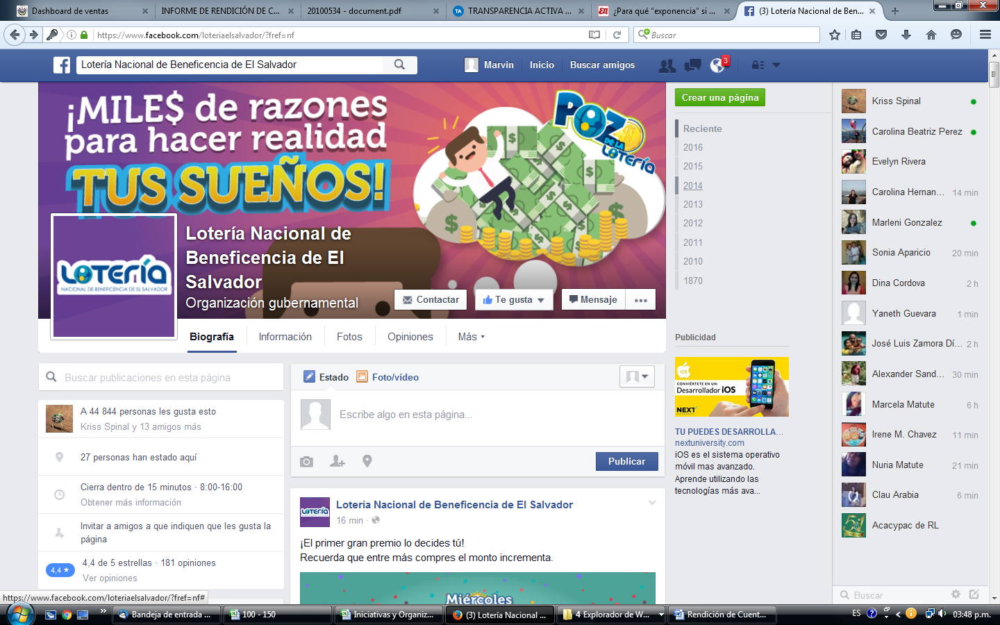 Dashboard de ventas
INFORME DE RENDICIÓN DE C...
20100534 - document.pdf
TA TRANSPARENCIA ACTIVA ...
¿Para qué “exponencia” si ...
(3) Lotería Nacional de Ben...
https://www.facebook.com/loteriaelsalvador/?fref=nf
Buscar
Lotería Nacional de Beneficencia de El Salvador
Marvin
Inicio
Buscar amigos
3
¡MILE$ de razones
para hacer realidad
TUS SUEÑOS!
POZO
DE LA
LOTERÍA
LOTERÍA
NACIONAL DE BENEFICENCIA DE EL SALVADOR
Lotería Nacional de
Beneficencia de El
Salvador
Organización gubernamental
Contactar
Te gusta
Mensaje
Biografía
Información
Fotos
Opiniones
Más
Buscar publicaciones en esta página
A 44 844 personas les gusta esto
Kriss Spinal y 13 amigos más
27 personas han estado aquí
Cierra dentro de 15 minutos · 8:00-16:00
Obtener más información
Invitar a amigos a que indiquen que les gusta la
página
4,4 ★
4,4 de 5 estrellas · 181 opiniones
Ver opiniones
https://www.facebook.com/loteriaelsalvador/?fref=nf#
Estado
Foto/vídeo
Escribe algo en esta página...
Publicar
LOTERÍA
Lotería Nacional de Beneficencia de El Salvador
16 min ·
¡El primer gran premio lo decides tú!
Recuerda que entre más compres el monto incrementa.
Miércoles
Crear una página
Reciente
2016
2015
2014
2013
2012
2011
2010
1870
Publicidad
iOS
CONVIÉRTETE EN UN:
Desarrollador iOS
NEXT
UNIVERSITY
TU PUEDES DESARROLLA...
nextuniversity.com
iOS es el sistema operativo
móvil mas avanzado.
Aprende utilizando las
tecnologías más ava...
Kriss Spinal
Carolina Beatriz Perez
Evelyn Rivera
Carolina Hernan... 14 min
Marleni Gonzalez
Sonia Aparicio 20 min
Dina Cordova 2 h
Yaneth Guevara 1 min
José Luis Zamora Dí... 2 h
Alexander Sand... 30 min
Marcela Matute 6 h
Irene M. Chavez 11 min
Nuria Matute 21 min
Clau Arabia 6 min
Acacypac de RL
Buscar
Bandeja de entrada ...
100 - 150
Iniciativas y Organiz...
(3) Lotería Nacional ...
4 Explorador de W...
Rendición de Cuent...
ES
03:48 p.m.